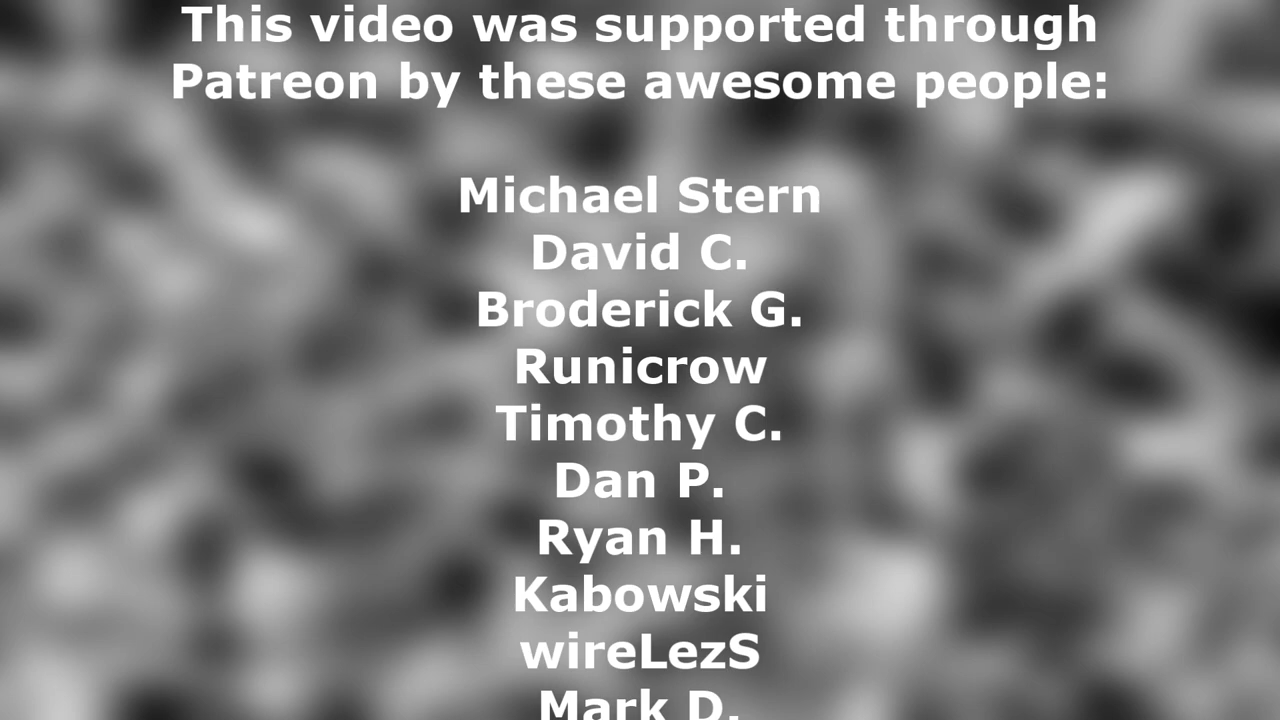 This video was supported through
Patreon by these awesome people:
Michael Stern
David C.
Broderick G.
Runicrow
Timothy C.
Dan P.
Ryan H.
Kabowski
wireLezS
Mark D.